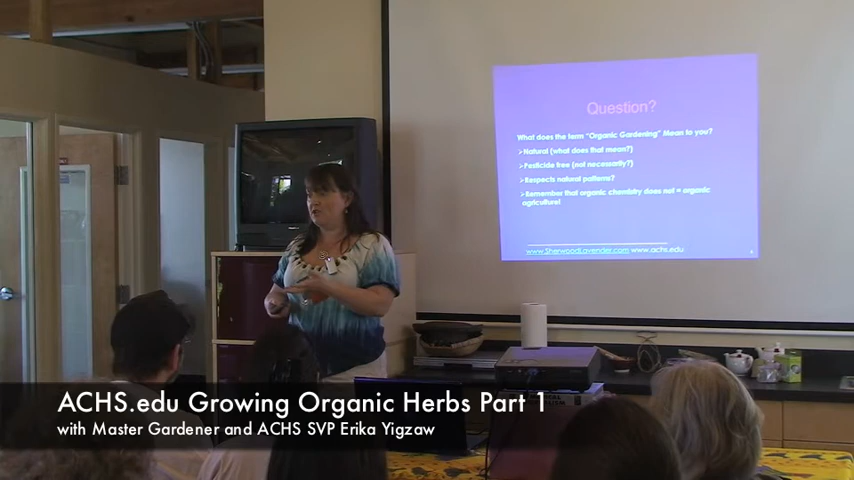 Question?
What does the term "Organic Gardening" Mean to you?
➢Natural (what does that mean?)
➢Pesticide free (not necessarily?)
➢Respects natural patterns?
➢Remember that organic chemistry does not = organic
agriculture!
www.SherwoodLavender.com www.achs.edu
ACHS.edu Growing Organic Herbs Part 1
with Master Gardener and ACHS SVP Erika Yigzaw